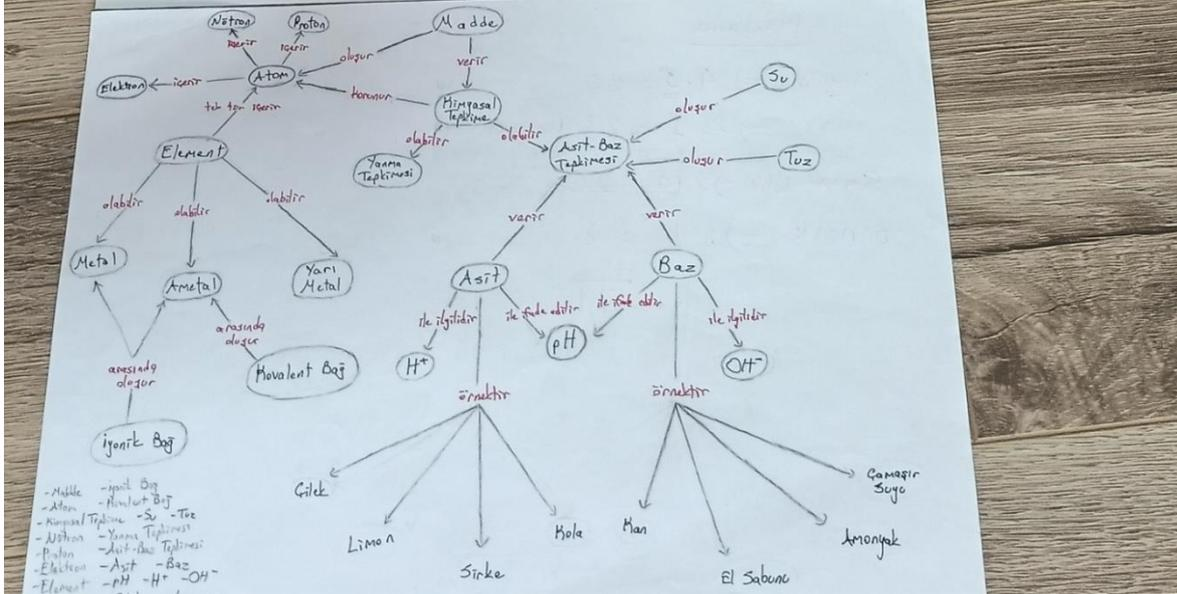 Nötron
Proton
Madde
içerir
içerir
oluşur
verir
Elektron
içerir
Atom
korunur
Kimyasal
Tepkime
Su
tek tür içerir
olabilir
olabilir
oluşur
Element
Yanma
Tepkimesi
Asit-Baz
Tepkimesi
oluşur
Tuz
olabilir
olabilir
olabilir
verir
verir
Metal
Ametal
Yarı
Metal
Asit
Baz
arasında
oluşur
ile ilgilidir
ile ifade edilir
ile ifade edilir
ile ilgilidir
H+
pH
OH-
arasında
oluşur
Kovalent Bağ
örnektir
örnektir
İyonik Bağ
Çilek
Limon
Sirke
Kola
Kan
El Sabunu
Amonyak
Çamaşır
Suyu
-Madde -İyonik Bağ
-Atom -Kovalent Bağ
-Kimyasal Tepkime -Su -Tuz
-Nötron -Yanma Tepkimesi
-Proton -Asit-Baz Tepkimesi
-Elektron -Asit -Baz
-Element -pH -H+ -OH-